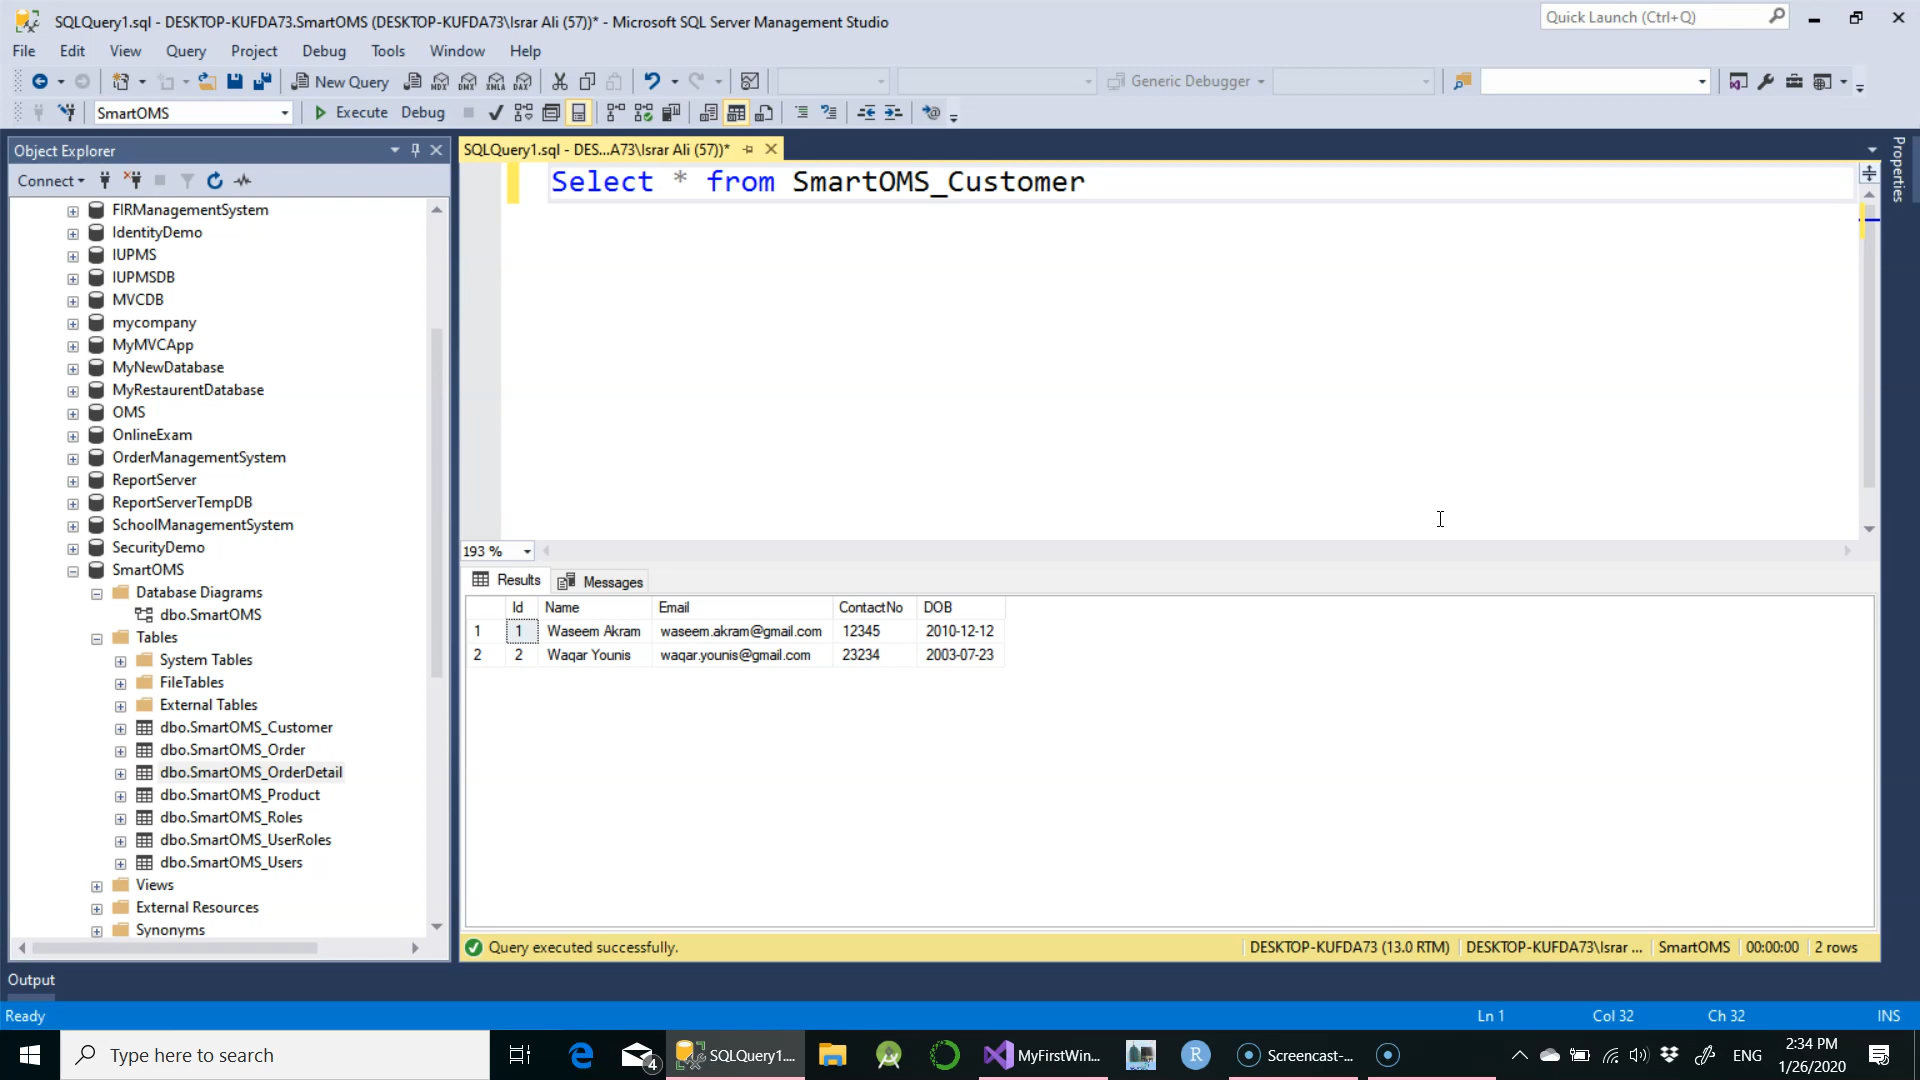 SQLQuery1.sql - DESKTOP-KUFDA73.SmartOMS (DESKTOP-KUFDA73\Israr Ali (57))* - Microsoft SQL Server Management Studio
Quick Launch (Ctrl+Q)
File Edit View Query Project Debug Tools Window Help
New Query
MDX DMX XMLA DAX
Generic Debugger
SmartOMS
Execute Debug
Object Explorer
Connect
FIRManagementSystem
IdentityDemo
IUPMS
IUPMSDB
MVCDB
mycompany
MyMVCApp
MyNewDatabase
MyRestaurentDatabase
OMS
OnlineExam
OrderManagementSystem
ReportServer
ReportServerTempDB
SchoolManagementSystem
SecurityDemo
SmartOMS
Database Diagrams
dbo.SmartOMS
Tables
System Tables
FileTables
External Tables
dbo.SmartOMS_Customer
dbo.SmartOMS_Order
dbo.SmartOMS_OrderDetail
dbo.SmartOMS_Product
dbo.SmartOMS_Roles
dbo.SmartOMS_UserRoles
dbo.SmartOMS_Users
Views
External Resources
Synonyms
SQLQuery1.sql - DES...A73\Israr Ali (57))*
Select * from SmartOMS_Customer
Properties
193 %
Results Messages
Id Name Email ContactNo DOB
1 1 Waseem Akram waseem.akram@gmail.com 12345 2010-12-12
2 2 Waqar Younis waqar.younis@gmail.com 23234 2003-07-23
Query executed successfully. DESKTOP-KUFDA73 (13.0 RTM) DESKTOP-KUFDA73\Israr ... SmartOMS 00:00:00 2 rows
Output
Ready Ln 1 Col 32 Ch 32 INS
Type here to search
4
SQLQuery1....
MyFirstWin...
R
Screencast-...
ENG
2:34 PM
1/26/2020